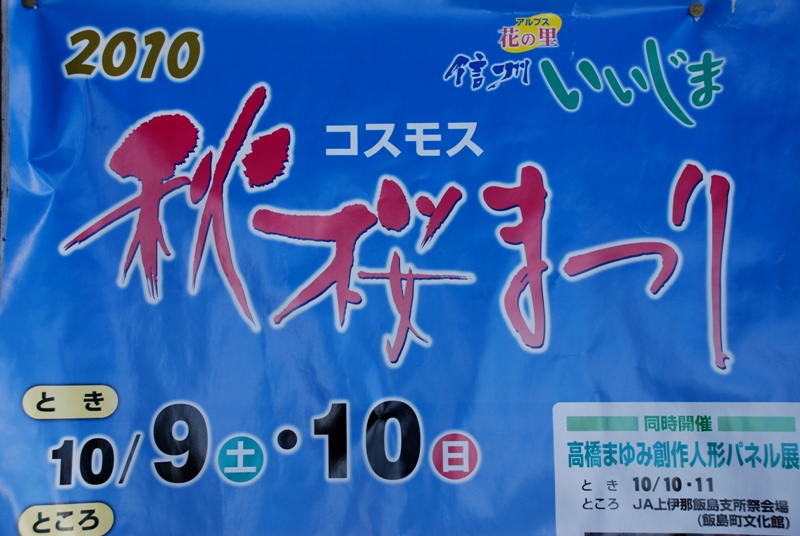 2010
アルプス
花の里
信州 いいじま
コスモス
秋桜まつり
とき
10/9土・10日
ところ
同時開催
高橋まゆみ創作人形パネル展
とき 10/10・11
ところ JA上伊那飯島支所祭会場
(飯島町文化館)